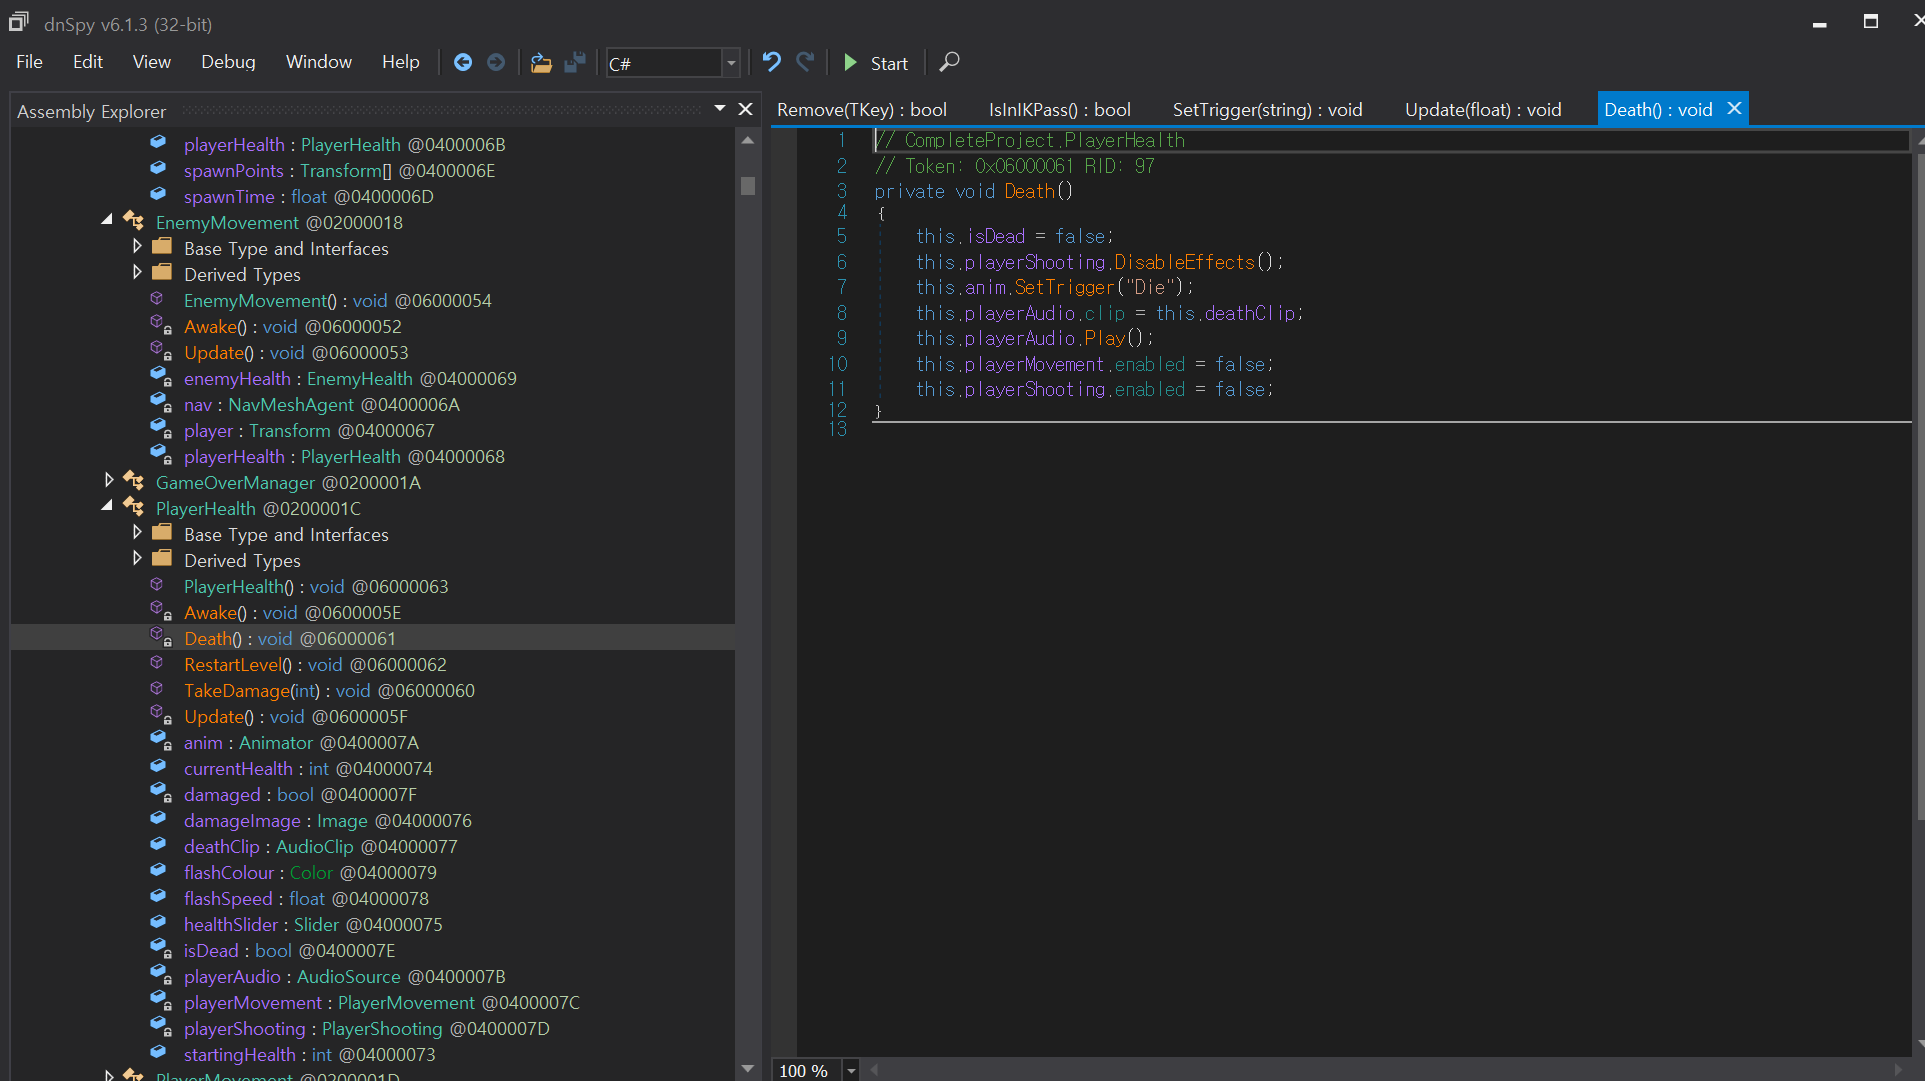 dnSpy v6.1.3 (32-bit)
File Edit View Debug Window Help C# Start
Assembly Explorer
playerHealth : PlayerHealth @0400006B
spawnPoints : Transform[] @0400006E
spawnTime : float @0400006D
EnemyMovement @02000018
Base Type and Interfaces
Derived Types
EnemyMovement() : void @06000054
Awake() : void @06000052
Update() : void @06000053
enemyHealth : EnemyHealth @04000069
nav : NavMeshAgent @0400006A
player : Transform @04000067
playerHealth : PlayerHealth @04000068
GameOverManager @0200001A
PlayerHealth @0200001C
Base Type and Interfaces
Derived Types
PlayerHealth() : void @06000063
Awake() : void @0600005E
Death() : void @06000061
RestartLevel() : void @06000062
TakeDamage(int) : void @06000060
Update() : void @0600005F
anim : Animator @0400007A
currentHealth : int @04000074
damaged : bool @0400007F
damageImage : Image @04000076
deathClip : AudioClip @04000077
flashColour : Color @04000079
flashSpeed : float @04000078
healthSlider : Slider @04000075
isDead : bool @0400007E
playerAudio : AudioSource @0400007B
playerMovement : PlayerMovement @0400007C
playerShooting : PlayerShooting @0400007D
startingHealth : int @04000073
PlayerMovement @0200001D
Remove(TKey) : bool IsInIKPass() : bool SetTrigger(string) : void Update(float) : void Death() : void
1 // CompleteProject.PlayerHealth
2 // Token: 0x06000061 RID: 97
3 private void Death()
4 {
5 this.isDead = false;
6 this.playerShooting.DisableEffects();
7 this.anim.SetTrigger("Die");
8 this.playerAudio.clip = this.deathClip;
9 this.playerAudio.Play();
10 this.playerMovement.enabled = false;
11 this.playerShooting.enabled = false;
12 }
13
100 %